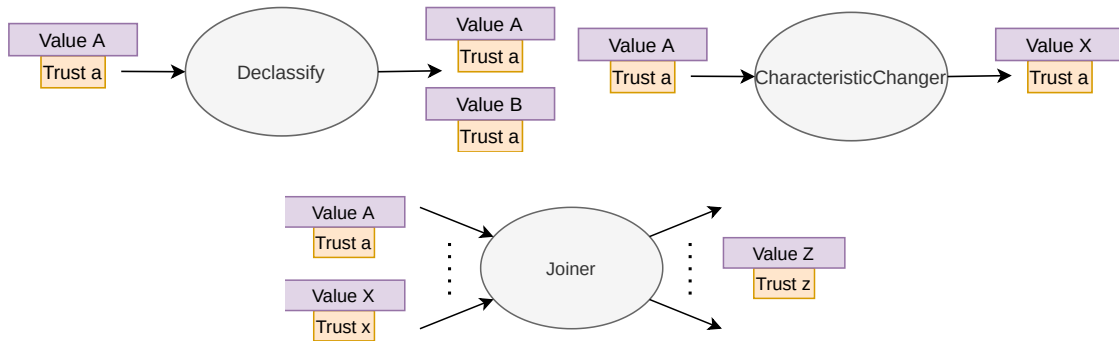 Value A
Trust a
Declassify
Value A
Trust a
Value B
Trust a
Value A
Trust a
CharacteristicChanger
Value X
Trust a
Value A
Trust a
Value X
Trust x
Joiner
Value Z
Trust z